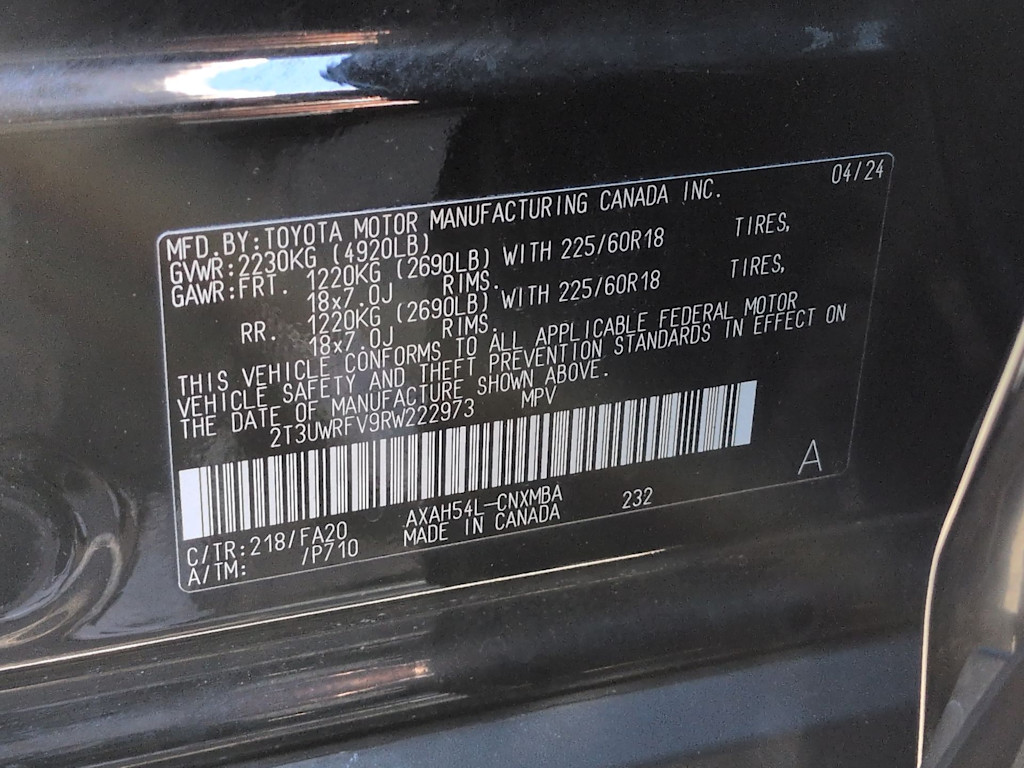 04/24
MFD. BY: TOYOTA MOTOR MANUFACTURING CANADA INC.
GVWR: 2230KG (4920LB)
GAWR: FRT. 1220KG (2690LB) WITH 225/60R18 TIRES,
18x7.0J RIMS.
RR. 1220KG (2690LB) WITH 225/60R18 TIRES,
18x7.0J RIMS.
THIS VEHICLE CONFORMS TO ALL APPLICABLE FEDERAL MOTOR
VEHICLE SAFETY AND THEFT PREVENTION STANDARDS IN EFFECT ON
THE DATE OF MANUFACTURE SHOWN ABOVE.
2T3UWRFV9RW222973 MPV
A
C/TR: 218/FA20 AXAH54L-CNXMBA 232
A/TM: /P710 MADE IN CANADA